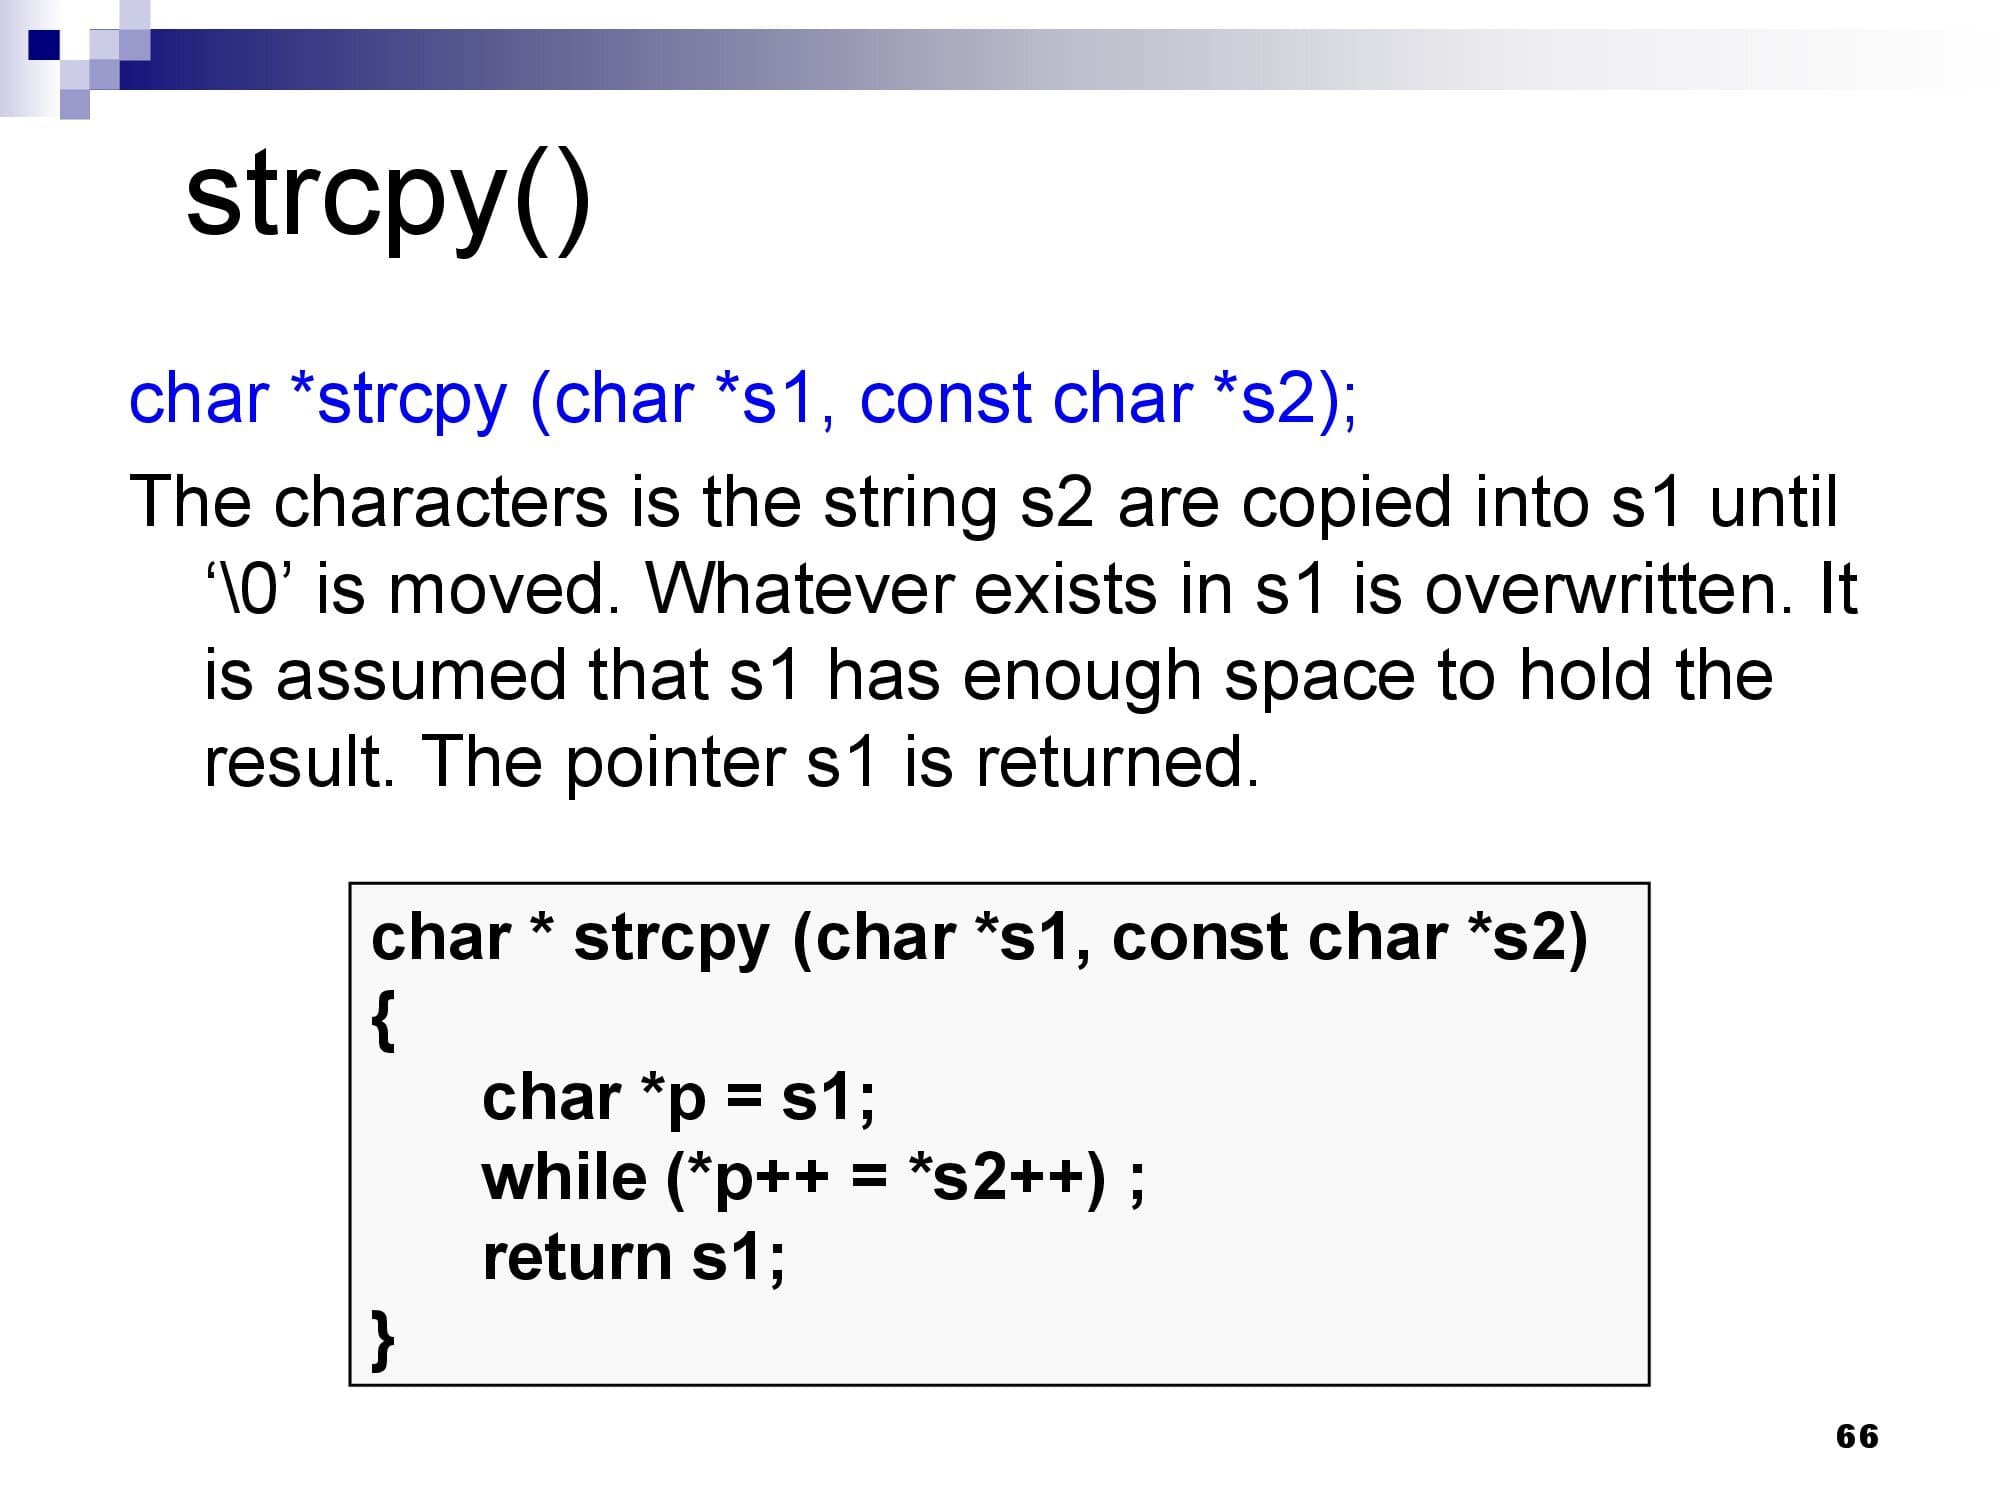 strcpy()
char *strcpy (char *s1, const char *s2);
The characters is the string s2 are copied into s1 until
‘\0’ is moved. Whatever exists in s1 is overwritten. It
is assumed that s1 has enough space to hold the
result. The pointer s1 is returned.
char * strcpy (char *s1, const char *s2)
{
char *p = s1;
while (*p++ = *s2++) ;
return s1;
}
66